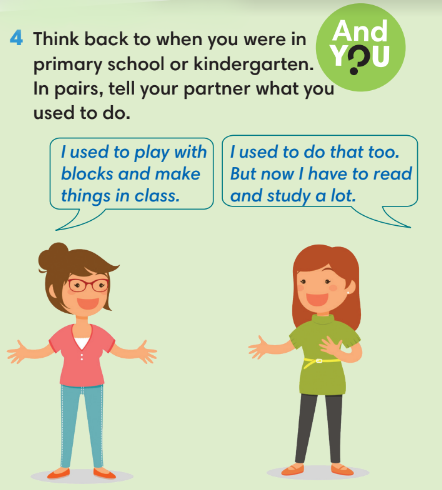 4 Think back to when you were in
primary school or kindergarten.
In pairs, tell your partner what you
used to do.
And
YOU
?
I used to play with
blocks and make
things in class.
I used to do that too.
But now I have to read
and study a lot.